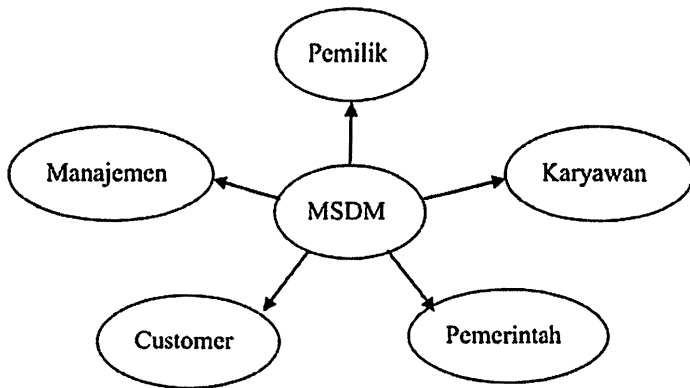 Pemilik
Manajemen
Karyawan
MSDM
Customer
Pemerintah